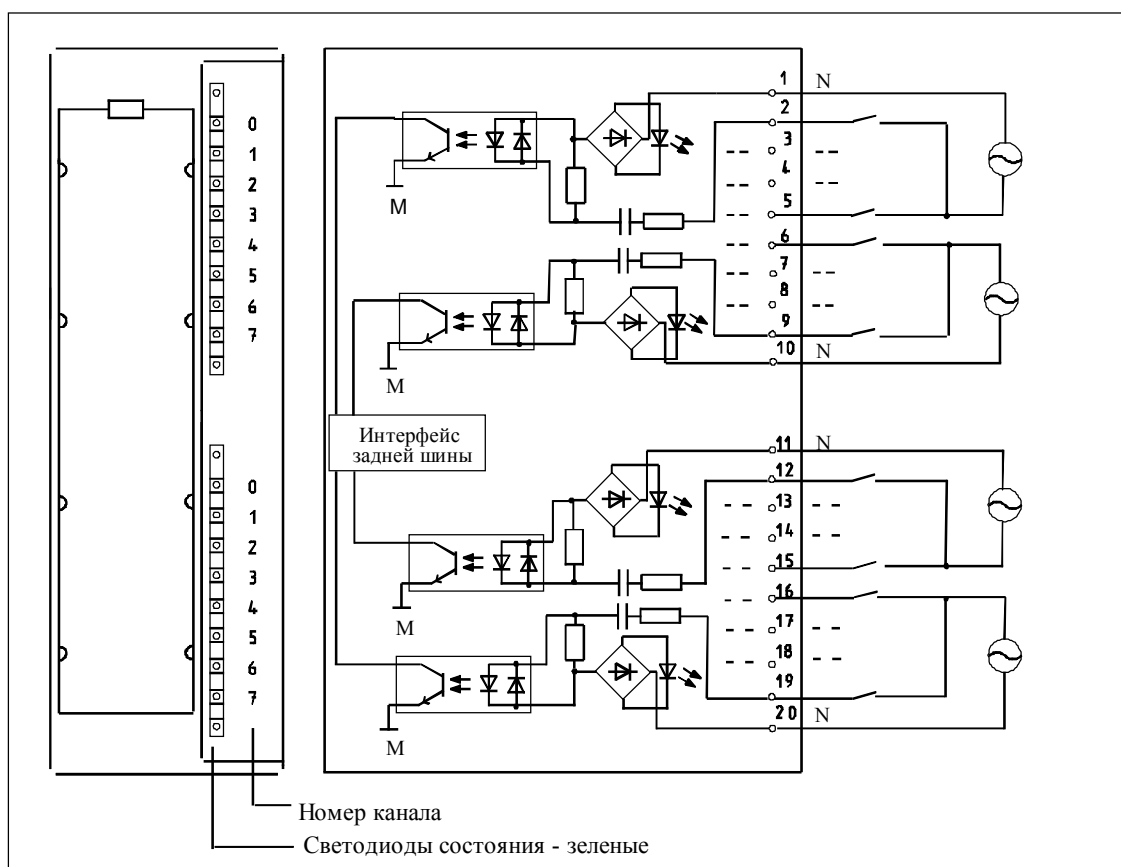 0
1
2
3
4
5
6
7
0
1
2
3
4
5
6
7
1 N
2
3
4
5
6
7
8
9
10 N
M
M
Интерфейс
задней шины
11 N
12
13
14
15
16
17
18
19
20 N
M
M
Номер канала
Светодиоды состояния - зеленые